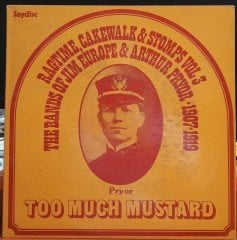 Saydisc
RAGTIME, CAKEWALK & STOMPS VOL 3
THE BANDS OF JIM EUROPE & ARTHUR PRYOR - 1907-1919
Pryor
TOO MUCH MUSTARD